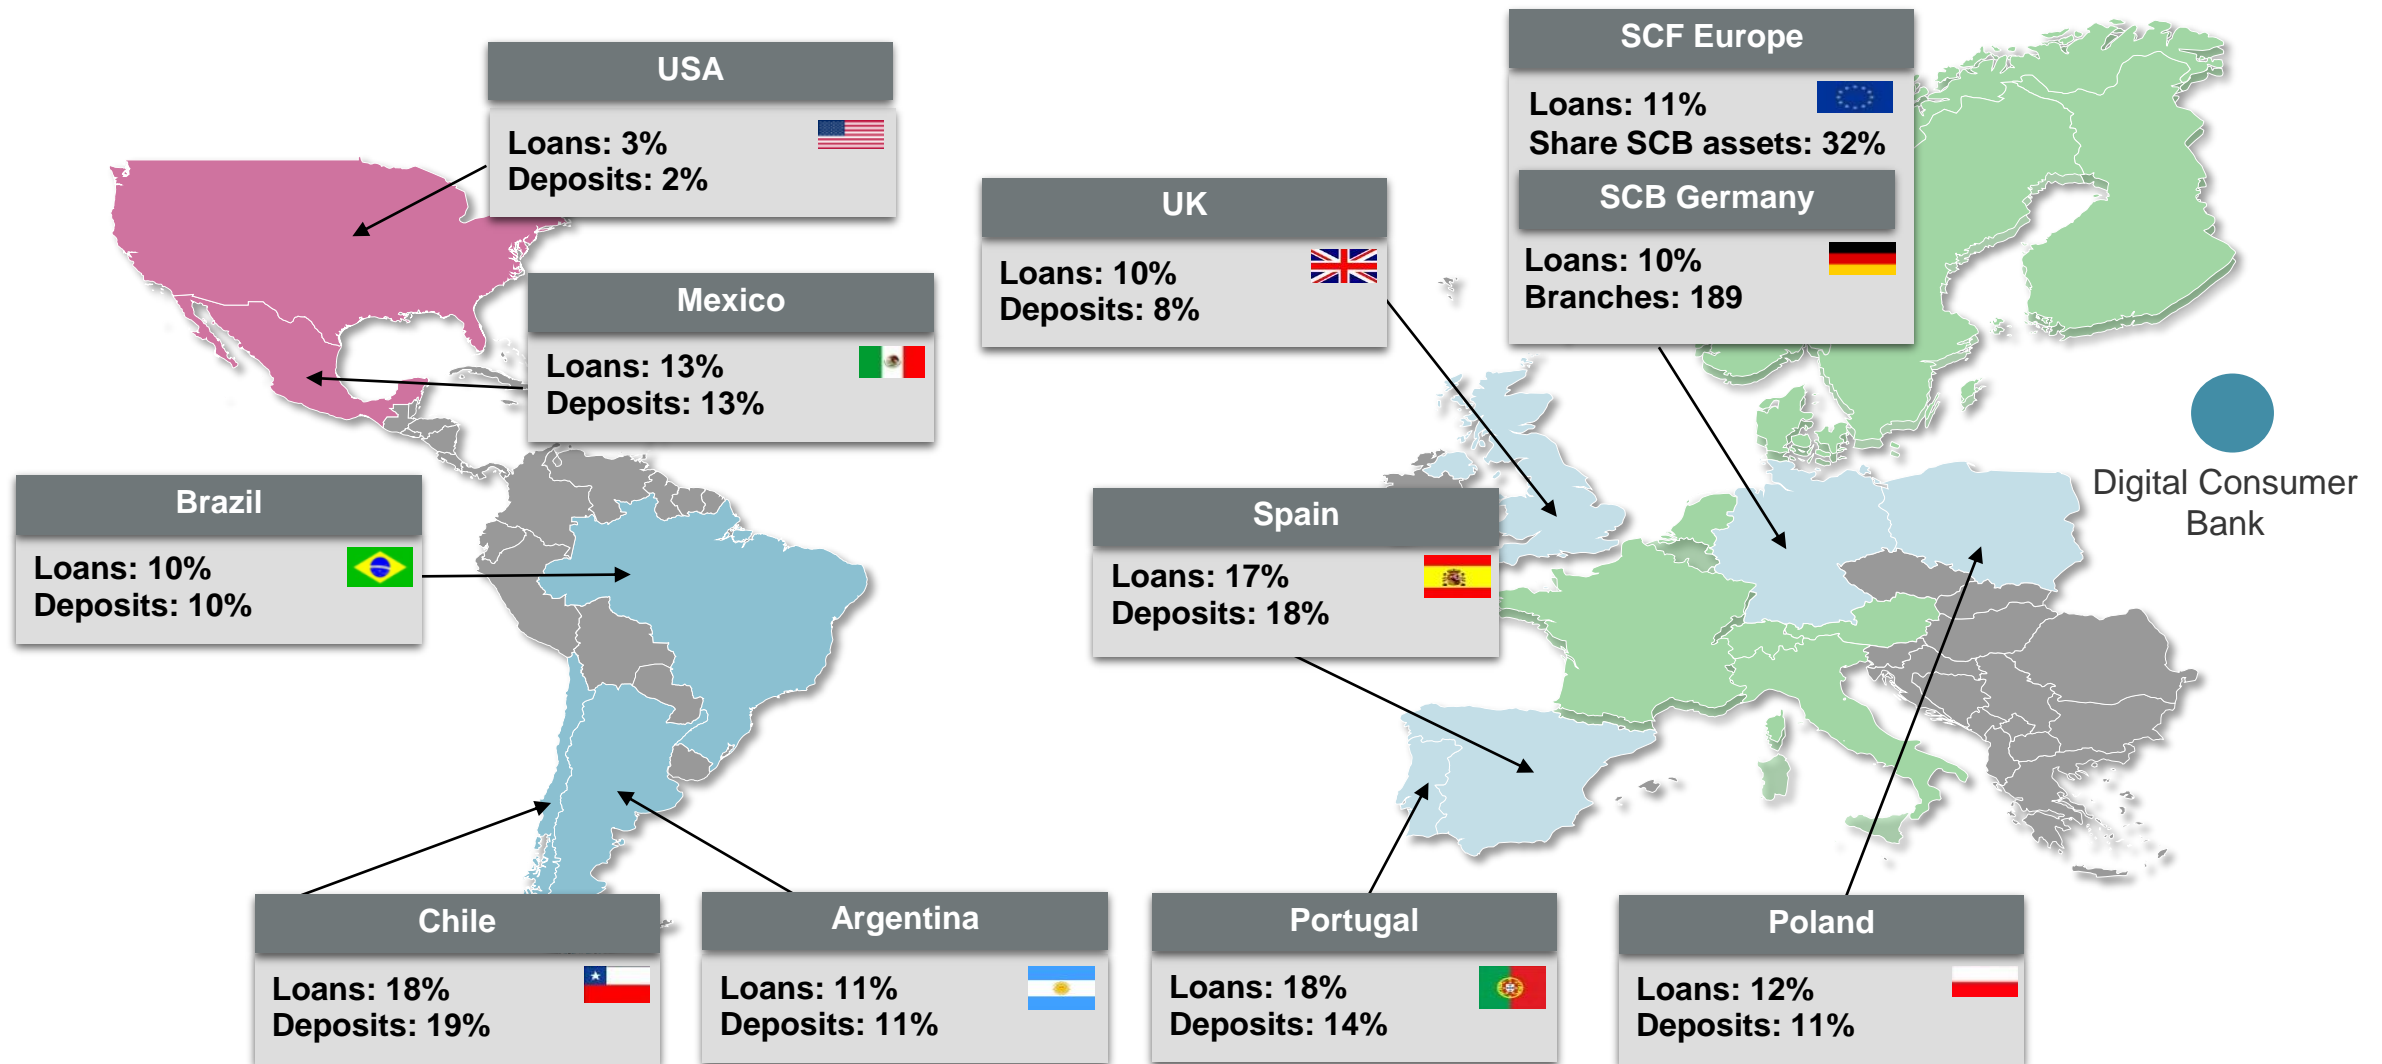 USA
Loans: 3%
Deposits: 2%
Mexico
Loans: 13%
Deposits: 13%
Brazil
Loans: 10%
Deposits: 10%
Chile
Loans: 18%
Deposits: 19%
Argentina
Loans: 11%
Deposits: 11%
SCF Europe
Loans: 11%
Share SCB assets: 32%
SCB Germany
Loans: 10%
Branches: 189
UK
Loans: 10%
Deposits: 8%
Spain
Loans: 17%
Deposits: 18%
Portugal
Loans: 18%
Deposits: 14%
Poland
Loans: 12%
Deposits: 11%
Digital Consumer
Bank